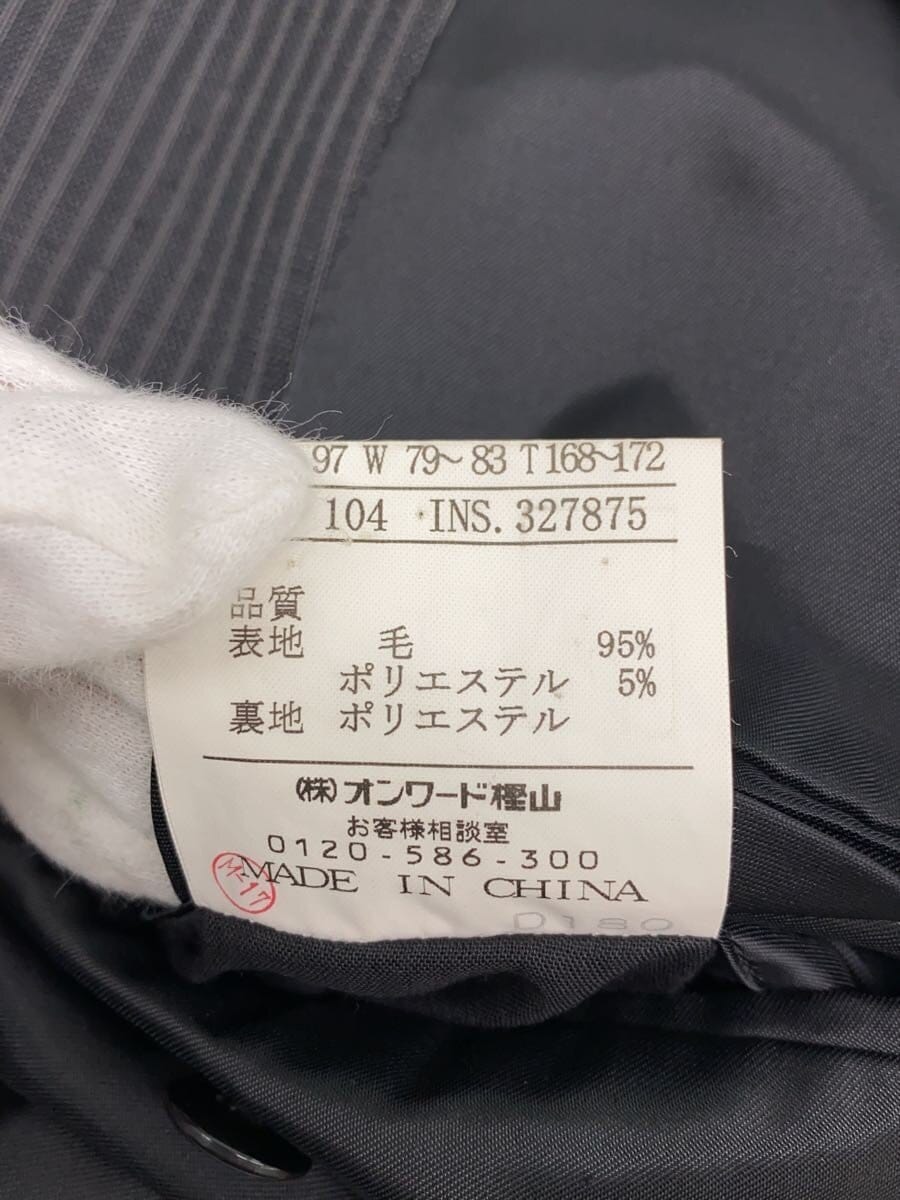 97 W 79～83 T168～172
104 INS.327875
品質
表地 毛 95%
ポリエステル 5%
裏地 ポリエステル
(株)オンワード樫山
お客様相談室
0120-586-300
M-17
MADE IN CHINA
D180